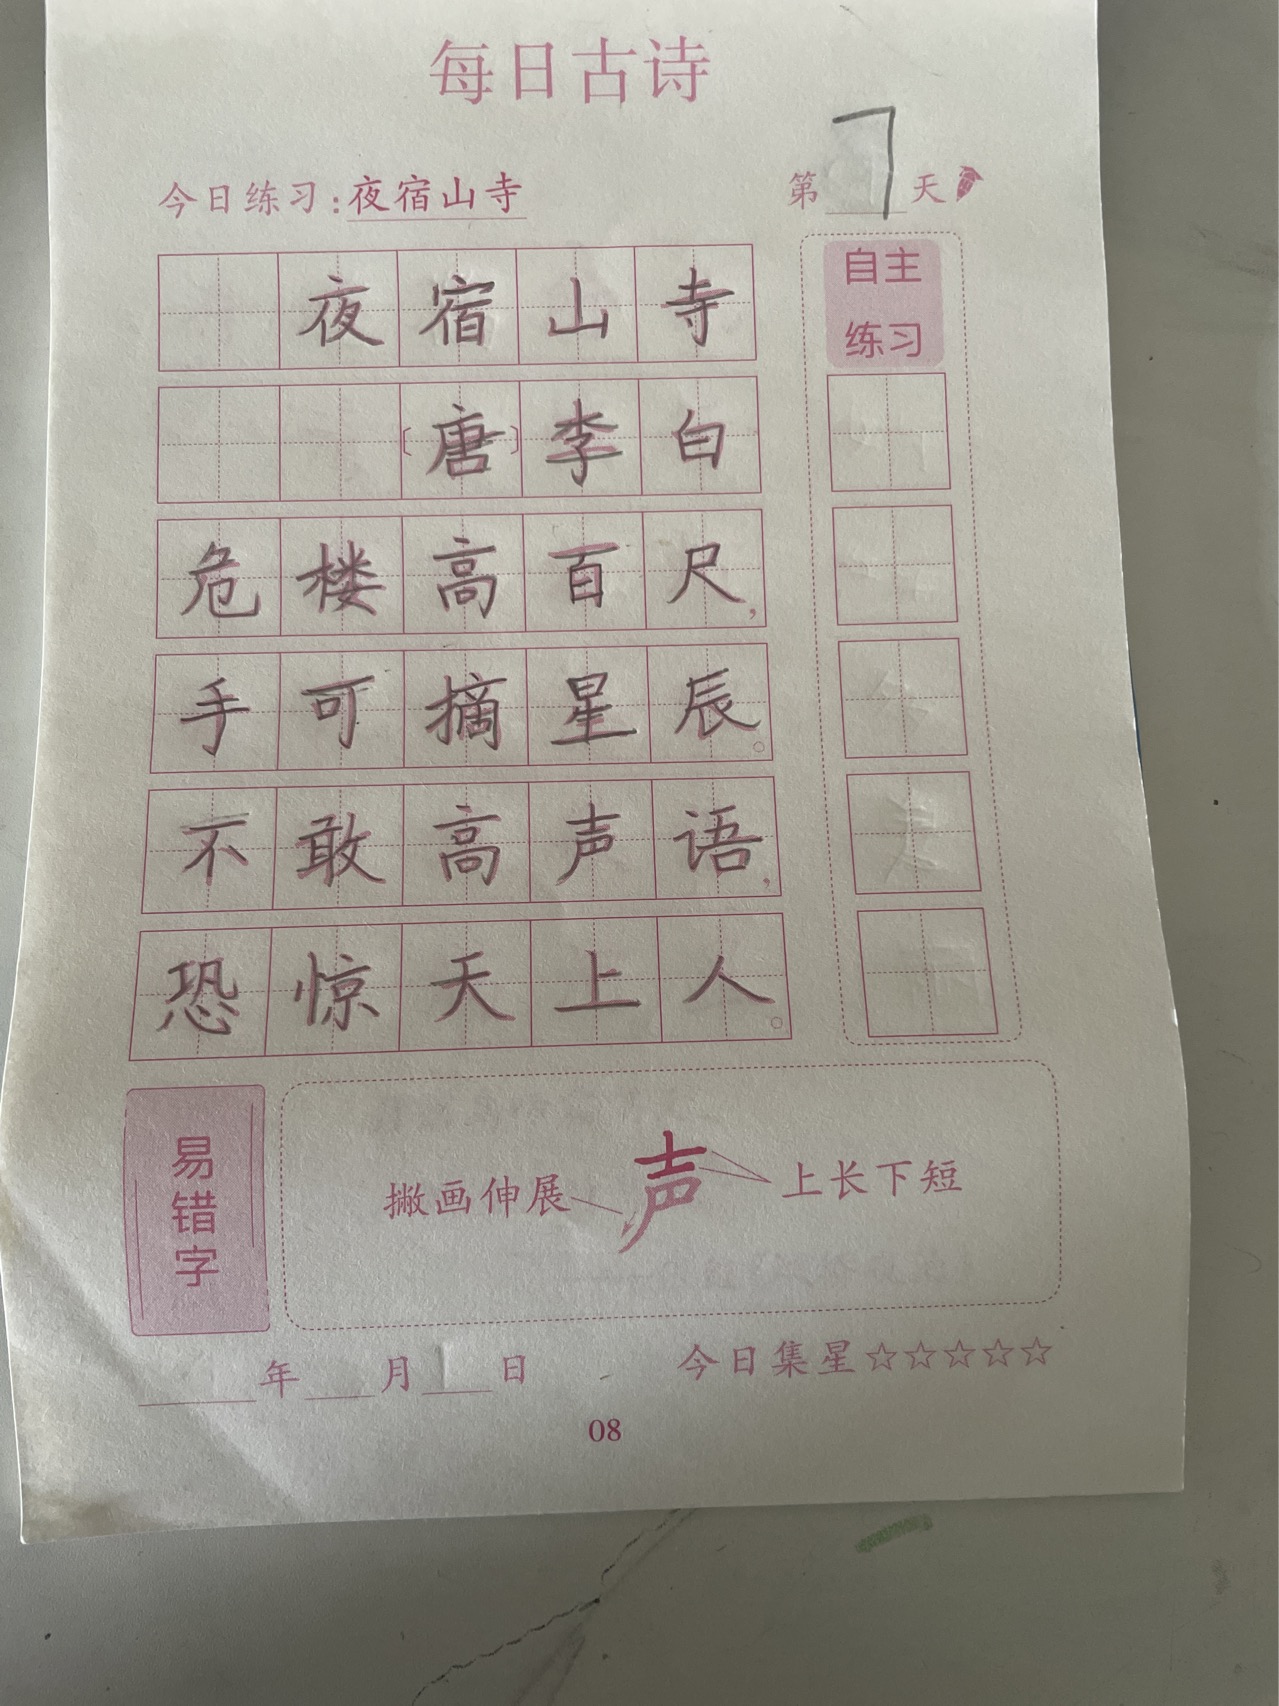 每日古诗
今日练习:夜宿山寺
第7天
自主
练习
夜宿山寺
〔唐〕李白
危楼高百尺,
手可摘星辰。
不敢高声语,
恐惊天上人。
易
错
字
撇画伸展
声
上长下短
年 月 日
今日集星☆☆☆☆☆
08